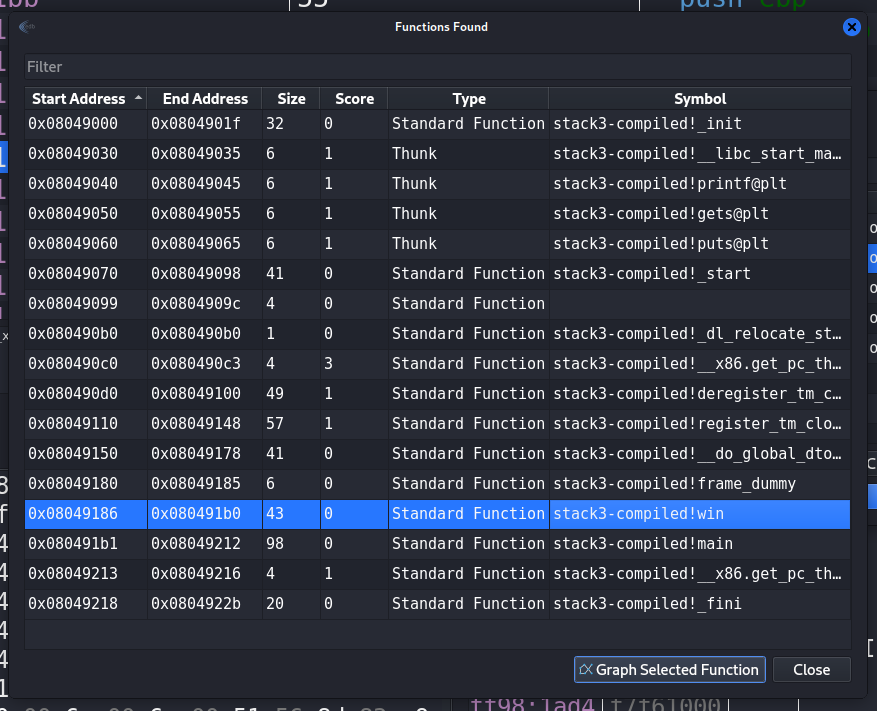 55
push ebp
Functions Found
Filter
Start Address End Address Size Score Type Symbol
0x08049000 0x0804901f 32 0 Standard Function stack3-compiled!_init
0x08049030 0x08049035 6 1 Thunk stack3-compiled!__libc_start_ma…
0x08049040 0x08049045 6 1 Thunk stack3-compiled!printf@plt
0x08049050 0x08049055 6 1 Thunk stack3-compiled!gets@plt
0x08049060 0x08049065 6 1 Thunk stack3-compiled!puts@plt
0x08049070 0x08049098 41 0 Standard Function stack3-compiled!_start
0x08049099 0x0804909c 4 0 Standard Function
0x080490b0 0x080490b0 1 0 Standard Function stack3-compiled!_dl_relocate_st…
0x080490c0 0x080490c3 4 3 Standard Function stack3-compiled!__x86.get_pc_th…
0x080490d0 0x08049100 49 1 Standard Function stack3-compiled!deregister_tm_c…
0x08049110 0x08049148 57 1 Standard Function stack3-compiled!register_tm_clo…
0x08049150 0x08049178 41 0 Standard Function stack3-compiled!__do_global_dto…
0x08049180 0x08049185 6 0 Standard Function stack3-compiled!frame_dummy
0x08049186 0x080491b0 43 0 Standard Function stack3-compiled!win
0x080491b1 0x08049212 98 0 Standard Function stack3-compiled!main
0x08049213 0x08049216 4 1 Standard Function stack3-compiled!__x86.get_pc_th…
0x08049218 0x0804922b 20 0 Standard Function stack3-compiled!_fini
Graph Selected Function Close
ff98:1ad4 f7f61000